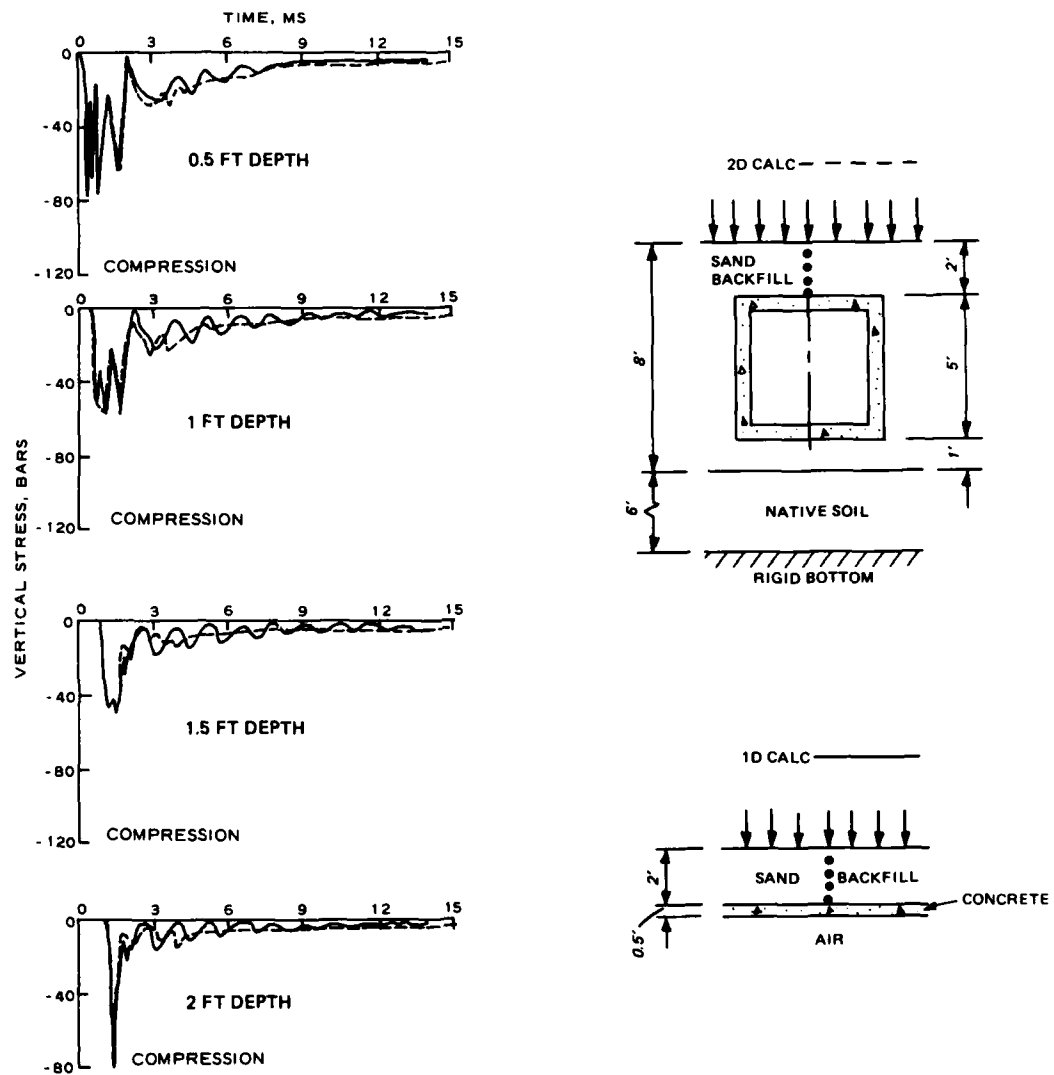 TIME, MS
0 3 6 9 12 15
0
-40
-80
-120
0.5 FT DEPTH
COMPRESSION
0 3 6 9 12 15
0
-40
-80
-120
1 FT DEPTH
COMPRESSION
VERTICAL STRESS, BARS
0 3 6 9 12 15
0
-40
-80
-120
1.5 FT DEPTH
COMPRESSION
0 3 6 9 12 15
0
-40
-80
2 FT DEPTH
COMPRESSION
2D CALC
SAND
BACKFILL
2'
8'
5'
1'
6'
NATIVE SOIL
RIGID BOTTOM
1D CALC
2'
SAND BACKFILL
CONCRETE
0.5'
AIR